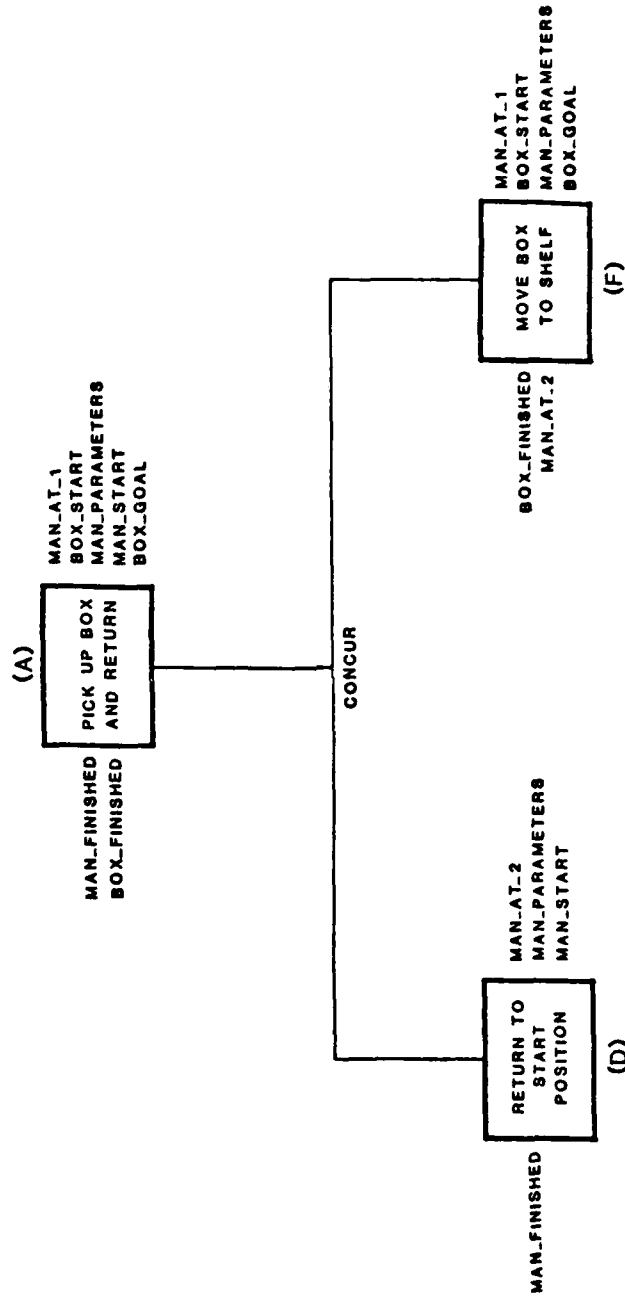 (A)
MAN_FINISHED
BOX_FINISHED
PICK UP BOX
AND RETURN
MAN_AT_1
BOX_START
MAN_PARAMETERS
MAN_START
BOX_GOAL
CONCUR
MAN_FINISHED
RETURN TO
START
POSITION
MAN_AT_2
MAN_PARAMETERS
MAN_START
(D)
BOX_FINISHED
MAN_AT_2
MOVE BOX
TO SHELF
MAN_AT_1
BOX_START
MAN_PARAMETERS
BOX_GOAL
(F)